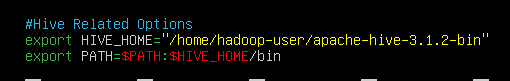 #Hive Related Options
export HIVE_HOME="/home/hadoop-user/apache-hive-3.1.2-bin"
export PATH=$PATH:$HIVE_HOME/bin